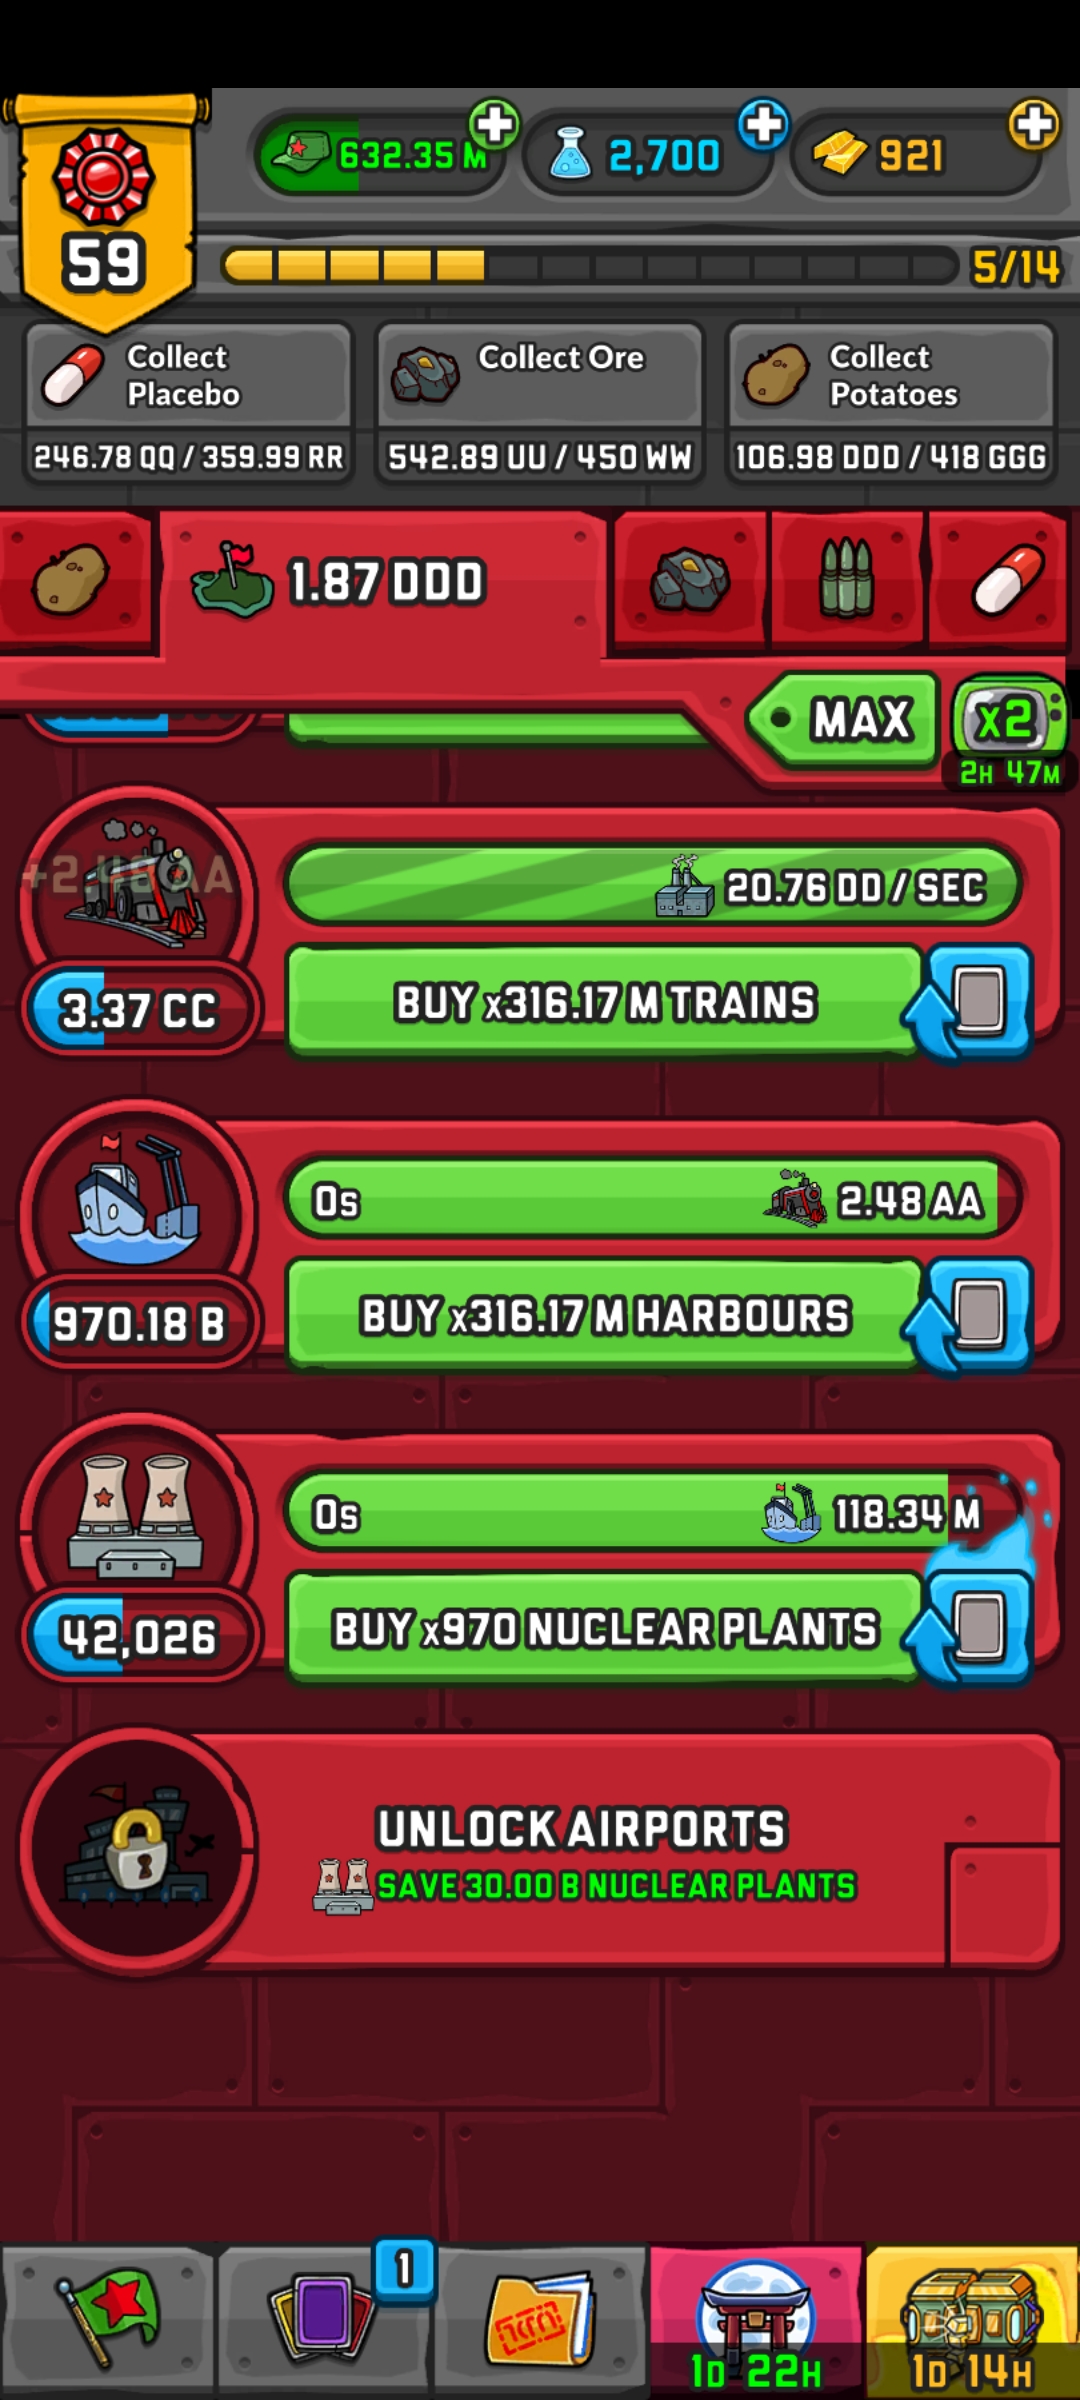 632.35 M
2,700
921
59
5/14
Collect
Placebo
246.78 QQ / 359.99 RR
Collect Ore
542.89 UU / 450 WW
Collect
Potatoes
106.98 DDD / 418 GGG
1.87 DDD
MAX
x2
2H 47M
+2.48 AA
20.76 DD / SEC
3.37 CC
BUY x316.17 M TRAINS
0s
2.48 AA
970.18 B
BUY x316.17 M HARBOURS
0s
118.34 M
42,026
BUY x970 NUCLEAR PLANTS
UNLOCK AIRPORTS
SAVE 30.00 B NUCLEAR PLANTS
1
1D 22H
1D 14H